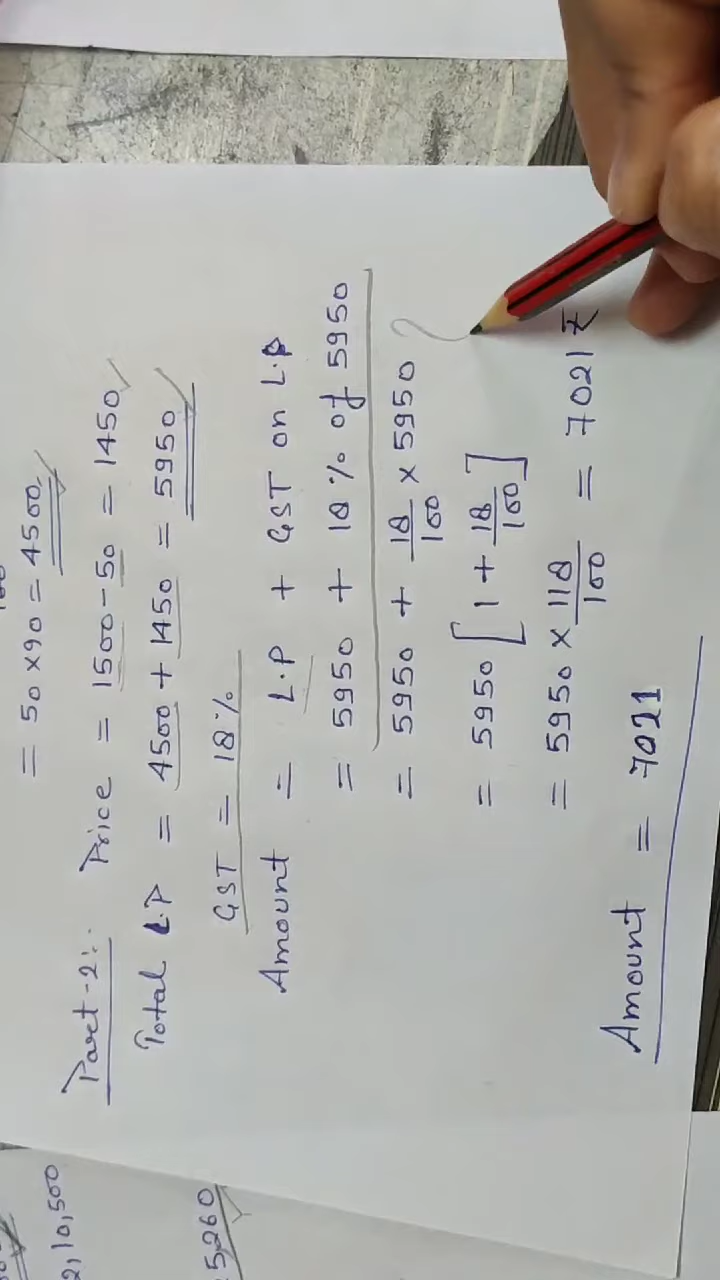 = 50 × 90 = 4500
Part-2:. Price = 1500 - 50 = 1450
Total L.P = 4500 + 1450 = 5950
GST = 18%
Amount = L.P + GST on L.P
= 5950 + 18% of 5950
= 5950 + 18/100 × 5950
= 5950 [1 + 18/100]
= 5950 × 118/100 = 7021 ₹
Amount = 7021
2,10,500
5,260